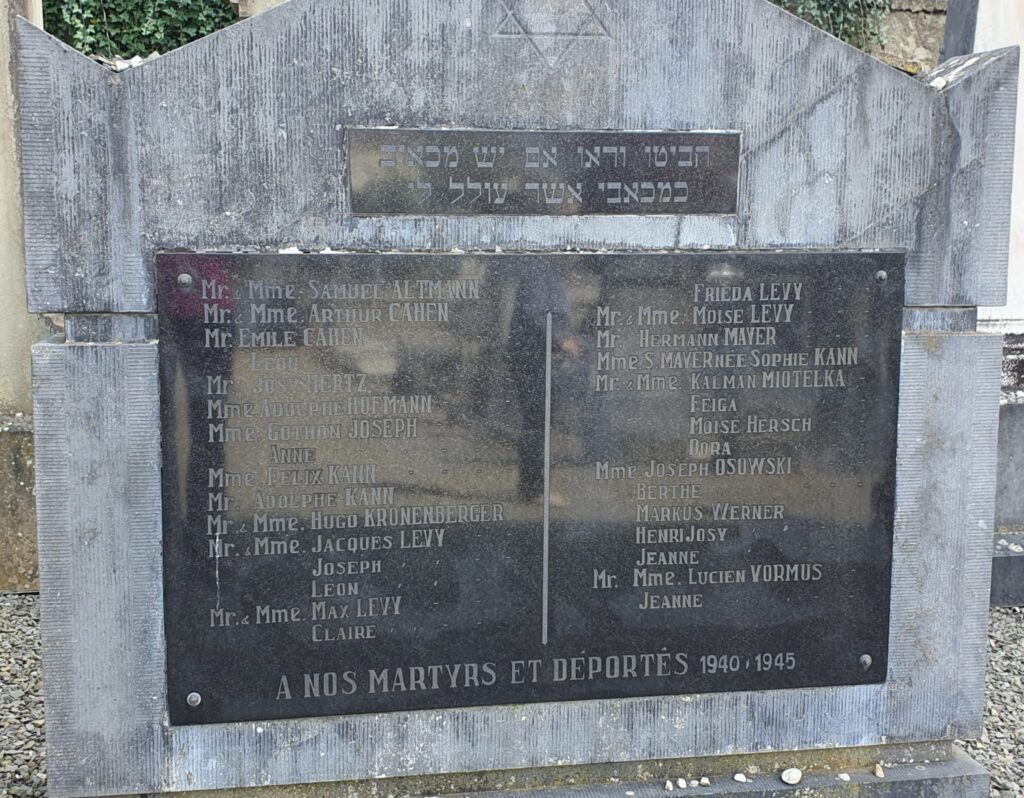 הביטו וראו אם יש מכאוב
כמכאבי אשר עולל לי
Mr. & Mme. SAMUEL ALTMANN
Mr. & Mme. ARTHUR CAHEN
Mr. EMILE CAHEN
LEON
Mr. JOSY HERTZ
Mme. ADOLPHE HOFMANN
Mme. GOTHON JOSEPH
ANNE
Mme. FELIX KANN
Mr. ADOLPHE KANN
Mr. & Mme. HUGO KRONENBERGER
Mr. & Mme. JACQUES LEVY
JOSEPH
LEON
Mr. & Mme. MAX LEVY
CLAIRE
FRIEDA LEVY
Mr. & Mme. MOÏSE LEVY
Mr. HERMANN MAYER
Mme. S. MAYER NÉE SOPHIE KANN
Mr. & Mme. KALMAN MIOTELKA
FEIGA
MOÏSE HERSCH
DORA
Mme JOSEPH OSOWSKI
BERTHE
MARKUS WERNER
HENRI JOSY
JEANNE
Mr. Mme. LUCIEN VORMUS
JEANNE
A NOS MARTYRS ET DÉPORTÉS 1940-1945